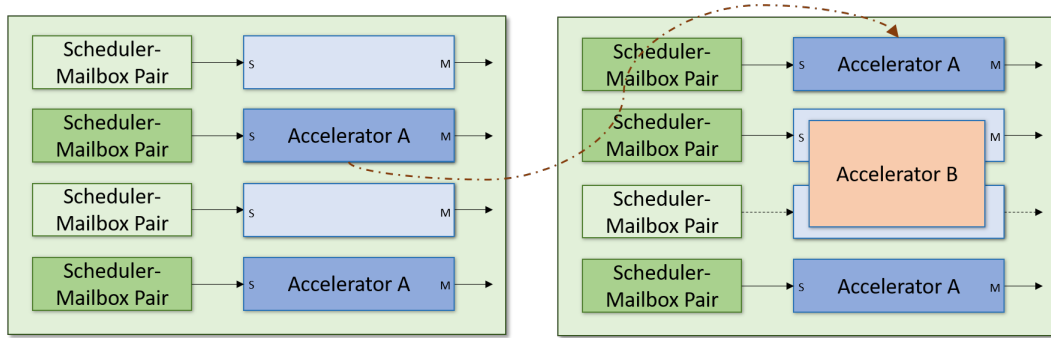 Scheduler-
Mailbox Pair
S
M
Scheduler-
Mailbox Pair
S
Accelerator A
M
Scheduler-
Mailbox Pair
S
M
Scheduler-
Mailbox Pair
S
Accelerator A
M
Scheduler-
Mailbox Pair
S
Accelerator A
M
Scheduler-
Mailbox Pair
S
M
Accelerator B
Scheduler-
Mailbox Pair
S
Scheduler-
Mailbox Pair
S
Accelerator A
M